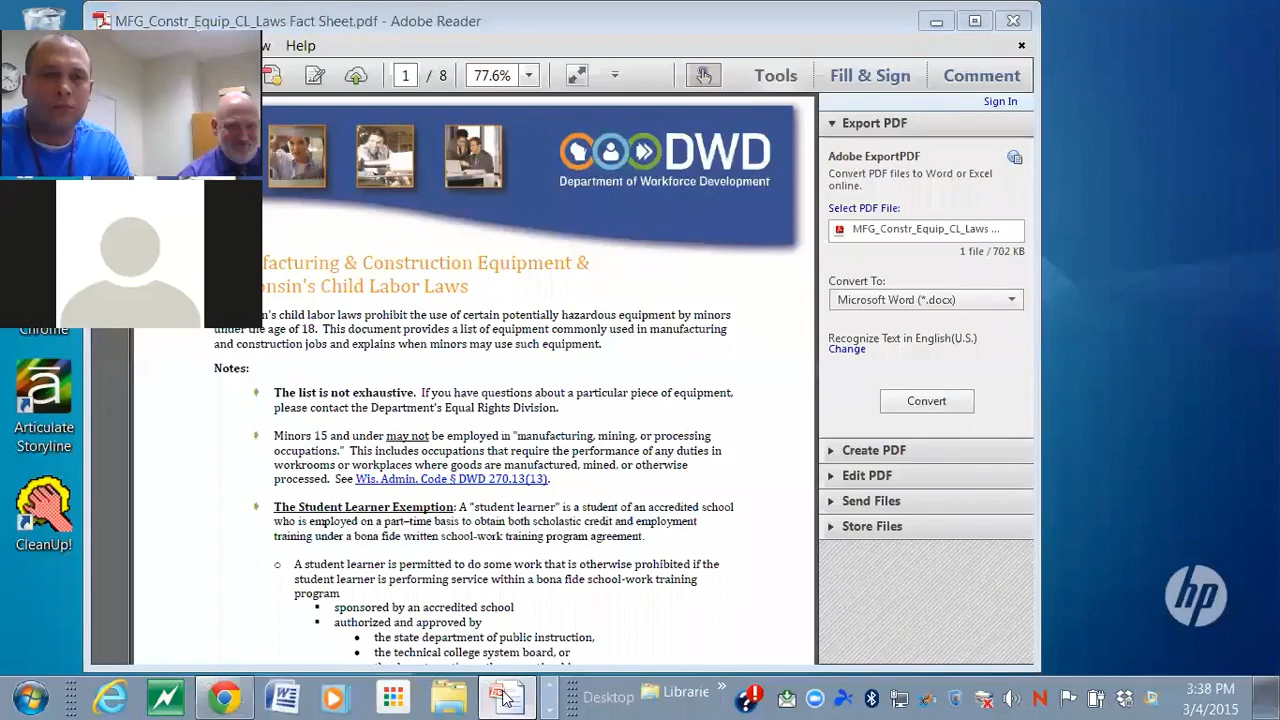 MFG_Constr_Equip_CL_Laws Fact Sheet.pdf - Adobe Reader
Help
1 / 8
77.6%
Tools
Fill & Sign
Comment
Sign In
DWD
Department of Workforce Development
facturing & Construction Equipment &
onsin's Child Labor Laws
n's child labor laws prohibit the use of certain potentially hazardous equipment by minors
under the age of 18. This document provides a list of equipment commonly used in manufacturing
and construction jobs and explains when minors may use such equipment.
Notes:
The list is not exhaustive. If you have questions about a particular piece of equipment,
please contact the Department's Equal Rights Division.
Minors 15 and under may not be employed in "manufacturing, mining, or processing
occupations." This includes occupations that require the performance of any duties in
workrooms or workplaces where goods are manufactured, mined, or otherwise
processed. See Wis. Admin. Code § DWD 270.13(13).
The Student Learner Exemption: A "student learner" is a student of an accredited school
who is employed on a part-time basis to obtain both scholastic credit and employment
training under a bona fide written school-work training program agreement.
o A student learner is permitted to do some work that is otherwise prohibited if the
student learner is performing service within a bona fide school-work training
program
▪ sponsored by an accredited school
▪ authorized and approved by
• the state department of public instruction,
• the technical college system board, or
Export PDF
Adobe ExportPDF
Convert PDF files to Word or Excel
online.
Select PDF File:
MFG_Constr_Equip_CL_Laws ...
1 file / 702 KB
Convert To:
Microsoft Word (*.docx)
Recognize Text in English(U.S.)
Change
Convert
Create PDF
Edit PDF
Send Files
Store Files
Chrome
ā
Articulate
Storyline
CleanUp!
hp
Desktop
Librarie
3:38 PM
3/4/2015